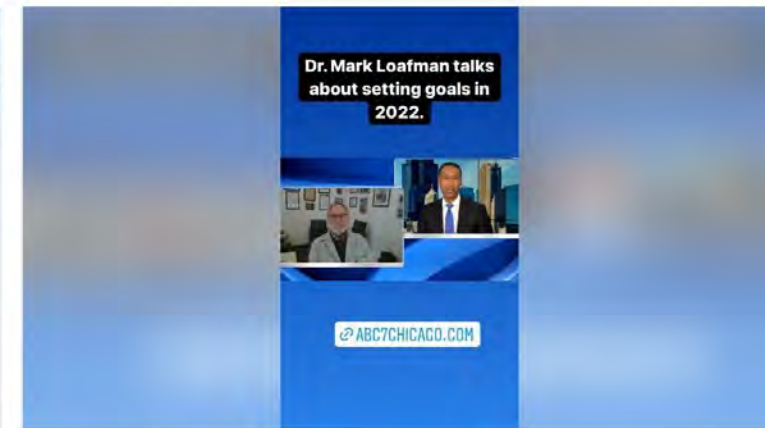 Dr. Mark Loafman talks
about setting goals in
2022.
ABC7CHICAGO.COM